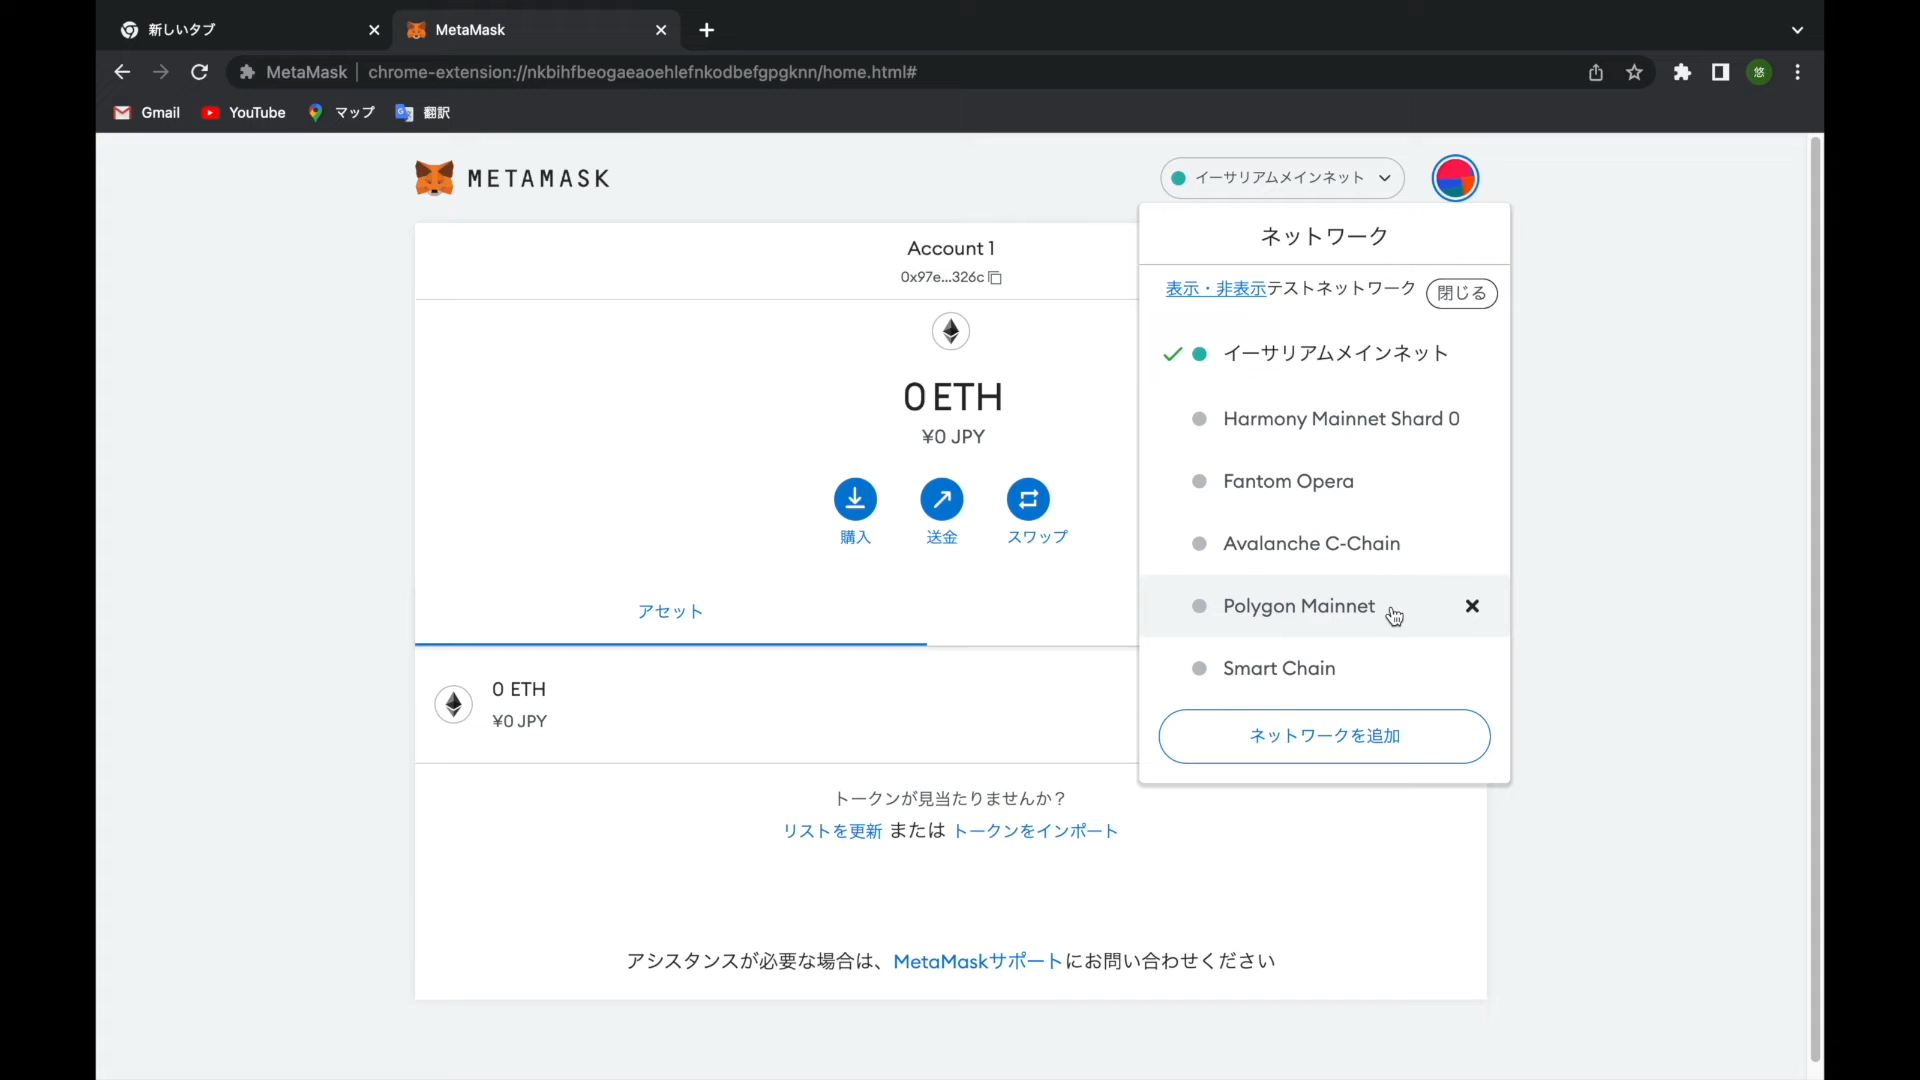 新しいタブ
MetaMask
MetaMask
chrome-extension://nkbihfbeogaeaoehlefnkodbefgpgknn/home.html#
悠
Gmail
YouTube
マップ
翻訳
METAMASK
イーサリアムメインネット
ネットワーク
表示・非表示テストネットワーク
閉じる
イーサリアムメインネット
Harmony Mainnet Shard 0
Fantom Opera
Avalanche C-Chain
Polygon Mainnet
Smart Chain
ネットワークを追加
Account 1
0x97e...326c
0 ETH
¥0 JPY
購入
送金
スワップ
アセット
0 ETH
¥0 JPY
トークンが見当たりませんか？
リストを更新 または トークンをインポート
アシスタンスが必要な場合は、MetaMaskサポートにお問い合わせください